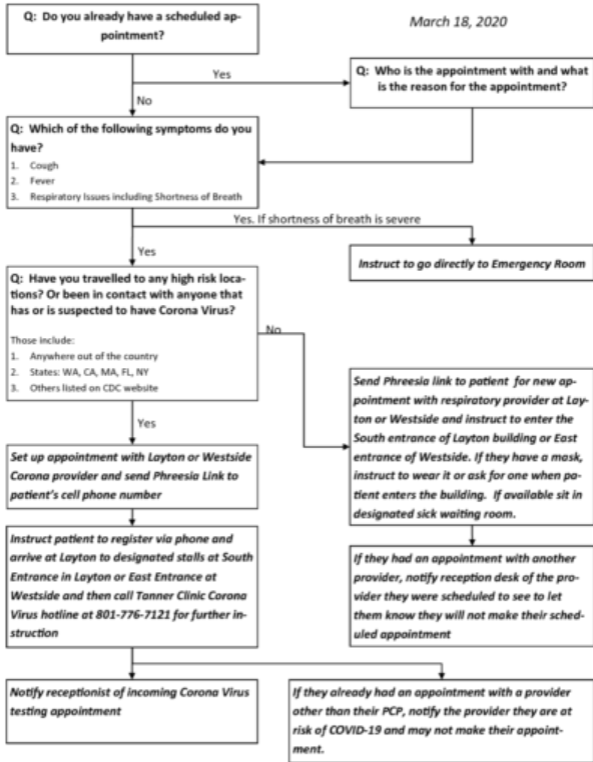 Q: Do you already have a scheduled ap-
pointment?
March 18, 2020
Yes
Q: Who is the appointment with and what
is the reason for the appointment?
No
Q: Which of the following symptoms do you
have?
1. Cough
2. Fever
3. Respiratory Issues including Shortness of Breath
Yes. If shortness of breath is severe
Yes
Instruct to go directly to Emergency Room
Q: Have you travelled to any high risk loca-
tions? Or been in contact with anyone that
has or is suspected to have Corona Virus?
Those include:
1. Anywhere out of the country
2. States: WA, CA, MA, FL, NY
3. Others listed on CDC website
No
Yes
Send Phreesia link to patient for new ap-
pointment with respiratory provider at Lay-
ton or Westside and instruct to enter the
South entrance of Layton building or East
entrance of Westside. If they have a mask,
instruct to wear it or ask for one when pa-
tient enters the building. If available sit in
designated sick waiting room.
Set up appointment with Layton or Westside
Corona provider and send Phreesia Link to
patient's cell phone number
Instruct patient to register via phone and
arrive at Layton to designated stalls at South
Entrance in Layton or East Entrance at
Westside and then call Tanner Clinic Corona
Virus hotline at 801-776-7121 for further in-
struction
If they had an appointment with another
provider, notify reception desk of the pro-
vider they were scheduled to see to let
them know they will not make their sched-
uled appointment
Notify receptionist of incoming Corona Virus
testing appointment
If they already had an appointment with a provider
other than their PCP, notify the provider they are at
risk of COVID-19 and may not make their appoint-
ment.